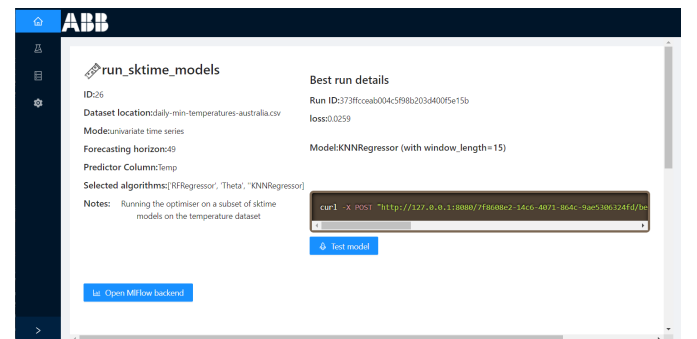 ABB
run_sktime_models
ID:26
Dataset location:daily-min-temperatures-australia.csv
Mode:univariate time series
Forecasting horizon:49
Predictor Column:Temp
Selected algorithms:['RFRegressor', 'Theta', "KNNRegressor]
Notes: Running the optimiser on a subset of sktime
models on the temperature dataset
Open MlFlow backend
Best run details
Run ID:373ffcceab004c5f98b203d400f5e15b
loss:0.0259
Model:KNNRegressor (with window_length=15)
curl -X POST "http://127.0.0.1:8080/7f8608e2-14c6-4071-864c-9ae5306324fd/be
Test model